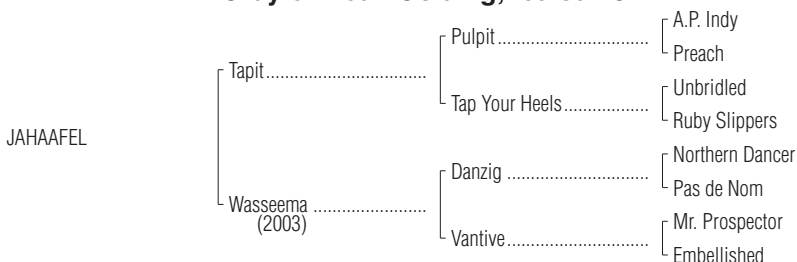 A.P. Indy
Pulpit
Preach
Tapit
Unbridled
Tap Your Heels
Ruby Slippers
JAHAAFEL
Northern Dancer
Danzig
Pas de Nom
Wasseema
(2003)
Mr. Prospector
Vantive
Embellished